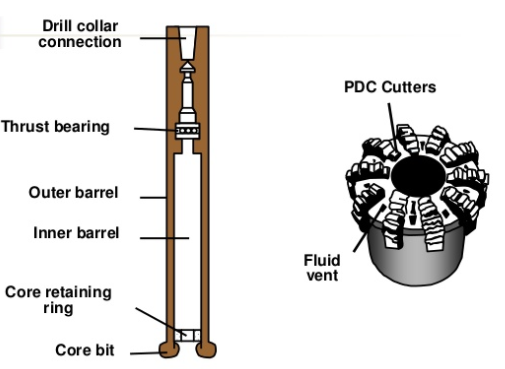 Drill collar
connection
Thrust bearing
Outer barrel
Inner barrel
Core retaining
ring
Core bit
PDC Cutters
Fluid
vent